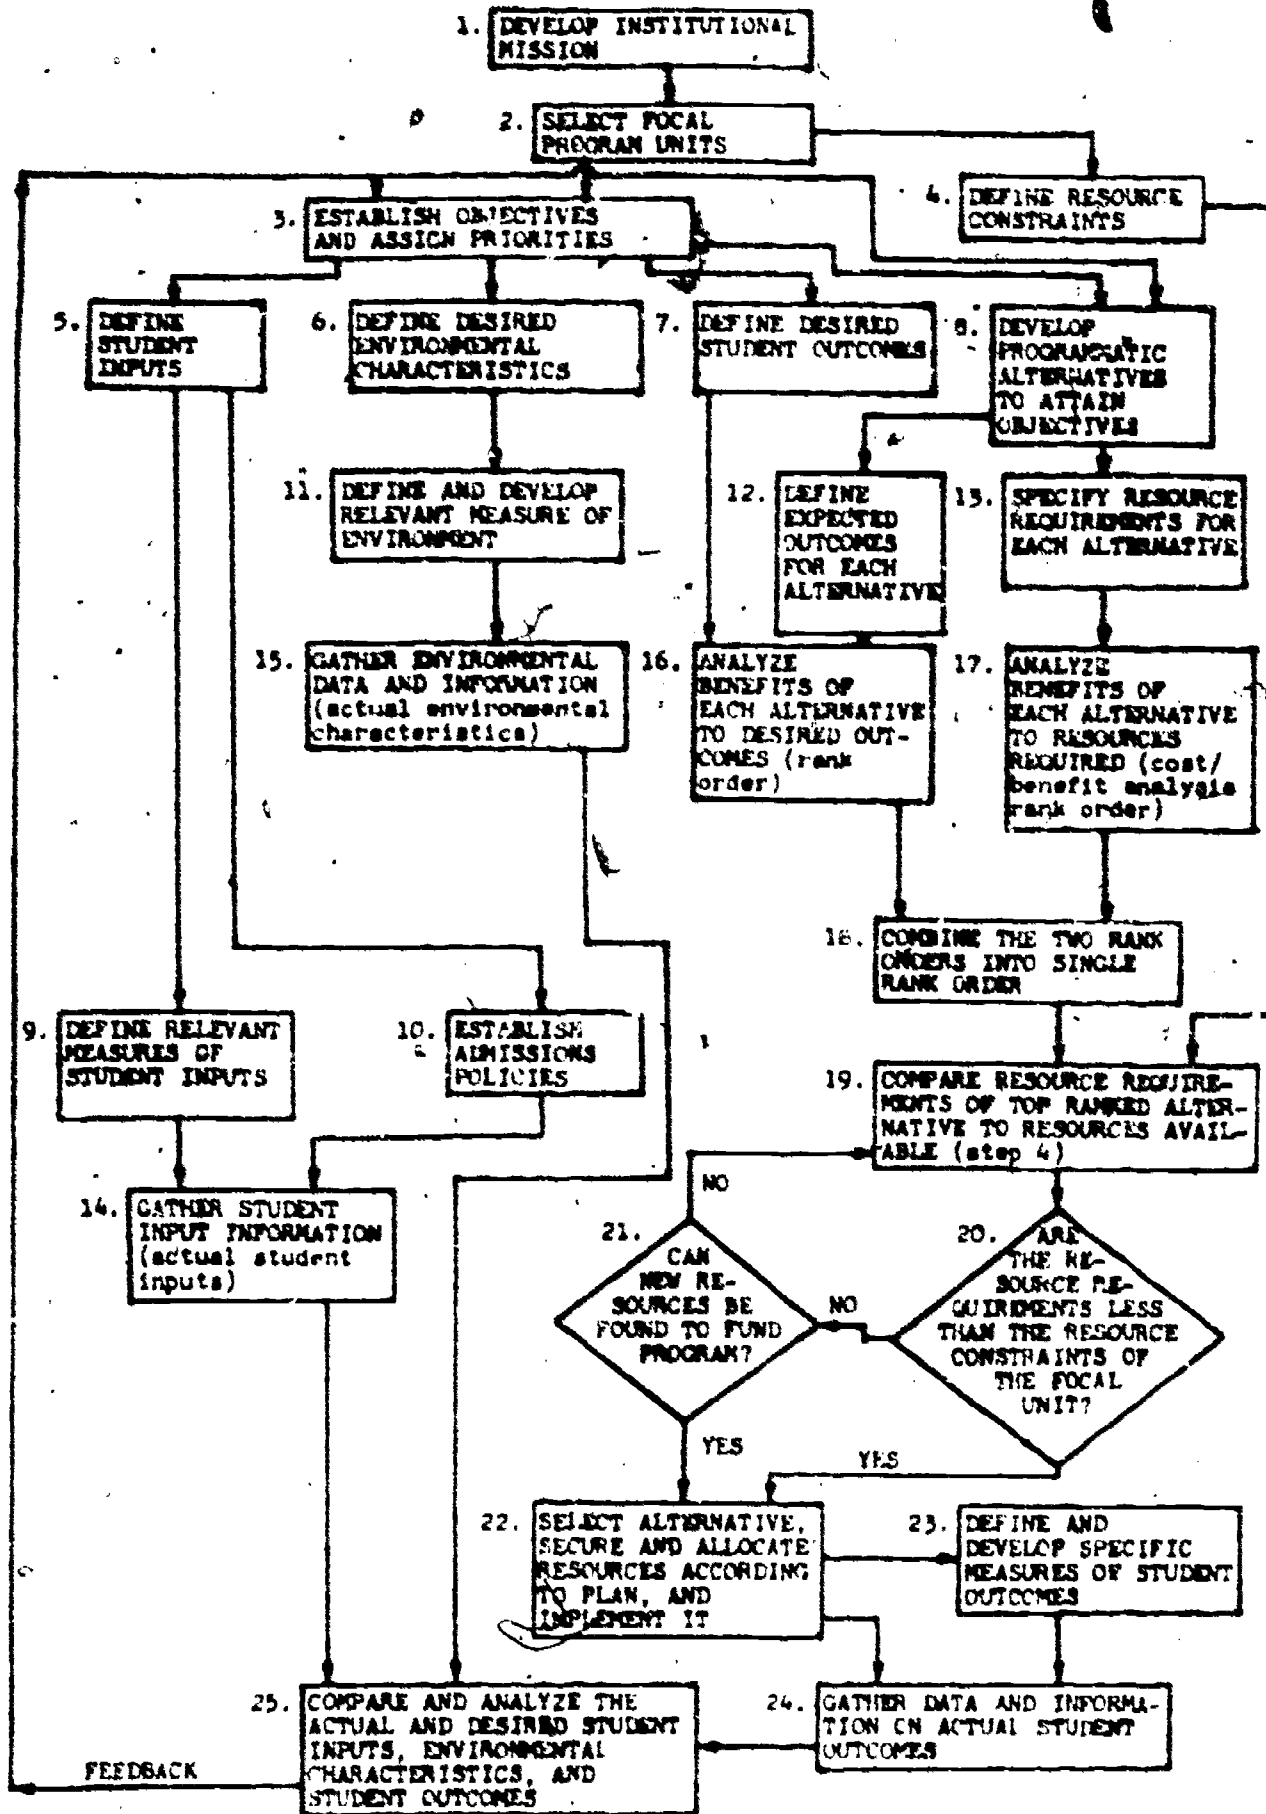 1. DEVELOP INSTITUTIONAL
MISSION
2. SELECT FOCAL
PROGRAM UNITS
3. ESTABLISH OBJECTIVES
AND ASSIGN PRIORITIES
4. DEFINE RESOURCE
CONSTRAINTS
5. DEFINE
STUDENT
INPUTS
6. DEFINE DESIRED
ENVIRONMENTAL
CHARACTERISTICS
7. DEFINE DESIRED
STUDENT OUTCOMES
8. DEVELOP
PROGRAMMATIC
ALTERNATIVES
TO ATTAIN
OBJECTIVES
11. DEFINE AND DEVELOP
RELEVANT MEASURE OF
ENVIRONMENT
12. DEFINE
EXPECTED
OUTCOMES
FOR EACH
ALTERNATIVE
13. SPECIFY RESOURCE
REQUIREMENTS FOR
EACH ALTERNATIVE
15. GATHER ENVIRONMENTAL
DATA AND INFORMATION
(actual environmental
characteristics)
16. ANALYZE
BENEFITS OF
EACH ALTERNATIVE
TO DESIRED OUT-
COMES (rank
order)
17. ANALYZE
BENEFITS OF
EACH ALTERNATIVE
TO RESOURCES
REQUIRED (cost/
benefit analysis
rank order)
18. COMBINE THE TWO RANK
ORDERS INTO SINGLE
RANK ORDER
9. DEFINE RELEVANT
MEASURES OF
STUDENT INPUTS
10. ESTABLISH
ADMISSIONS
POLICIES
19. COMPARE RESOURCE REQUIRE-
MENTS OF TOP RANKED ALTER-
NATIVE TO RESOURCES AVAIL-
ABLE (step 4)
14. GATHER STUDENT
INPUT INFORMATION
(actual student
inputs)
NO
21. CAN
NEW RE-
SOURCES BE
FOUND TO FUND
PROGRAM?
NO
20. ARE
THE RE-
SOURCE RE-
QUIREMENTS LESS
THAN THE RESOURCE
CONSTRAINTS OF
THE FOCAL
UNIT?
YES
YES
22. SELECT ALTERNATIVE,
SECURE AND ALLOCATE
RESOURCES ACCORDING
TO PLAN, AND
IMPLEMENT IT
23. DEFINE AND
DEVELOP SPECIFIC
MEASURES OF STUDENT
OUTCOMES
25. COMPARE AND ANALYZE THE
ACTUAL AND DESIRED STUDENT
INPUTS, ENVIRONMENTAL
CHARACTERISTICS, AND
STUDENT OUTCOMES
24. GATHER DATA AND INFORMA-
TION ON ACTUAL STUDENT
OUTCOMES
FEEDBACK